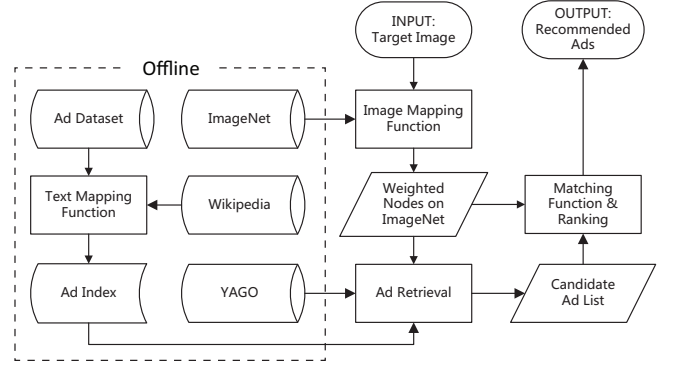 INPUT:
Target Image
OUTPUT:
Recommended
Ads
Offline
Ad Dataset
ImageNet
Image Mapping
Function
Text Mapping
Function
Wikipedia
Weighted
Nodes on
ImageNet
Matching
Function &
Ranking
Ad Index
YAGO
Ad Retrieval
Candidate
Ad List